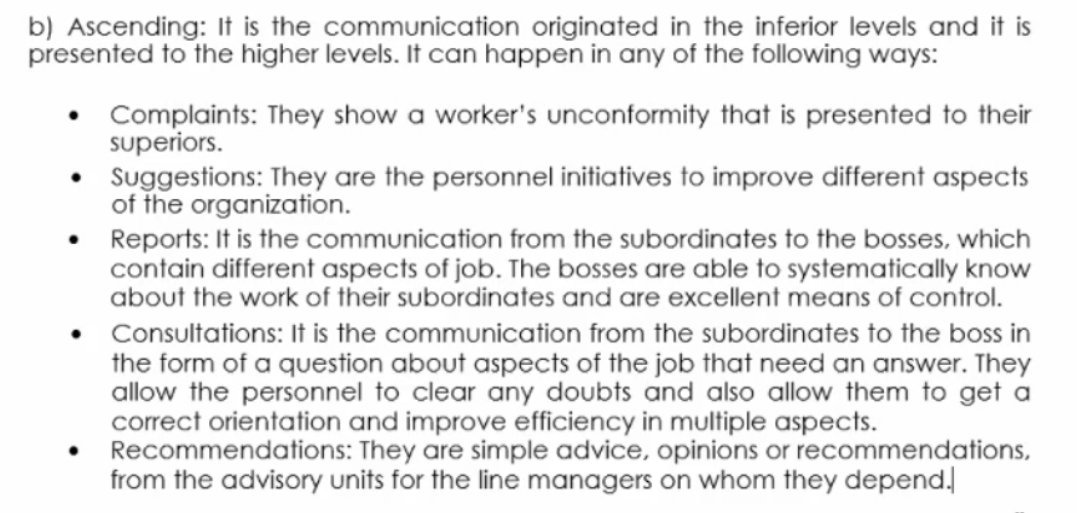 b) Ascending: It is the communication originated in the inferior levels and it is
presented to the higher levels. It can happen in any of the following ways:
• Complaints: They show a worker's unconformity that is presented to their
superiors.
• Suggestions: They are the personnel initiatives to improve different aspects
of the organization.
• Reports: It is the communication from the subordinates to the bosses, which
contain different aspects of job. The bosses are able to systematically know
about the work of their subordinates and are excellent means of control.
• Consultations: It is the communication from the subordinates to the boss in
the form of a question about aspects of the job that need an answer. They
allow the personnel to clear any doubts and also allow them to get a
correct orientation and improve efficiency in multiple aspects.
• Recommendations: They are simple advice, opinions or recommendations,
from the advisory units for the line managers on whom they depend.